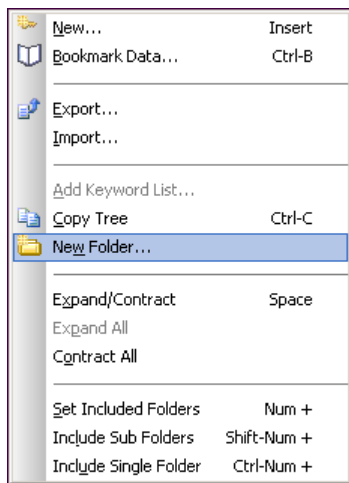 New... Insert
Bookmark Data... Ctrl-B
Export...
Import...
Add Keyword List...
Copy Tree Ctrl-C
New Folder...
Expand/Contract Space
Expand All
Contract All
Set Included Folders Num +
Include Sub Folders Shift-Num +
Include Single Folder Ctrl-Num +